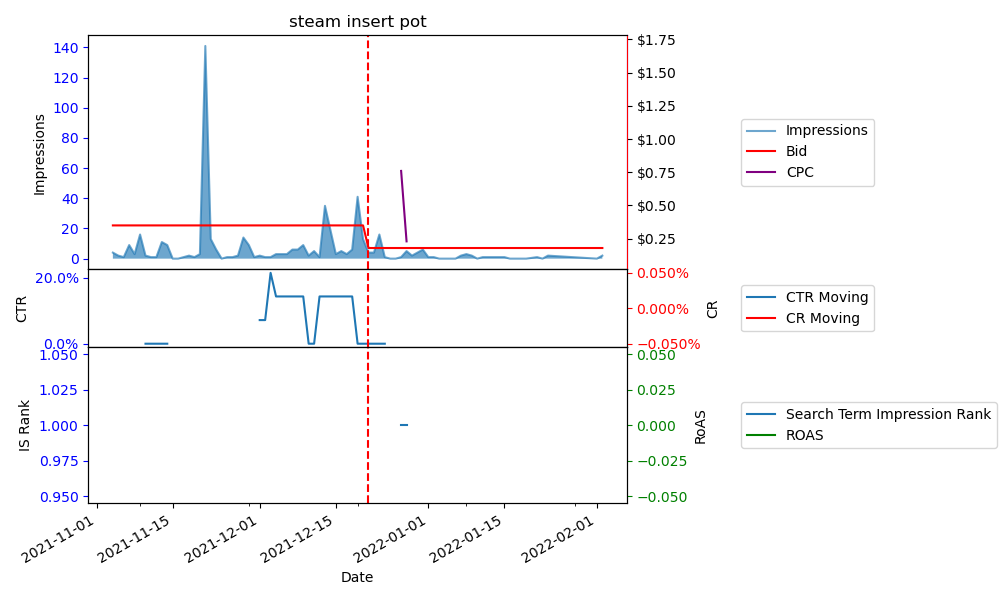 steam insert pot
140
120
100
80
60
40
20
0
Impressions
$1.75
$1.50
$1.25
$1.00
$0.75
$0.50
$0.25
Impressions
Bid
CPC
20.0%
0.0%
CTR
0.050%
0.000%
−0.050%
CR
CTR Moving
CR Moving
1.050
1.025
1.000
0.975
0.950
IS Rank
0.050
0.025
0.000
−0.025
−0.050
RoAS
Search Term Impression Rank
ROAS
2021-11-01
2021-11-15
2021-12-01
2021-12-15
2022-01-01
2022-01-15
2022-02-01
Date